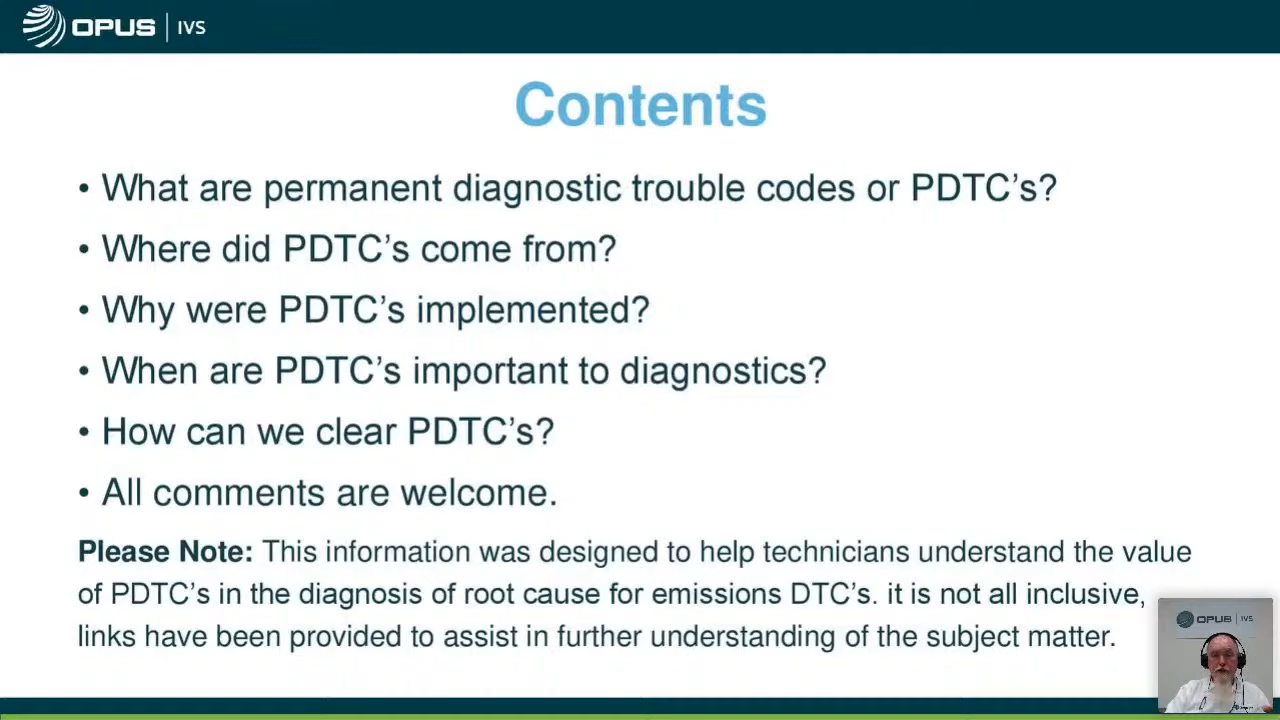 OPUS | IVS
Contents
• What are permanent diagnostic trouble codes or PDTC’s?
• Where did PDTC’s come from?
• Why were PDTC’s implemented?
• When are PDTC’s important to diagnostics?
• How can we clear PDTC’s?
• All comments are welcome.
Please Note: This information was designed to help technicians understand the value
of PDTC’s in the diagnosis of root cause for emissions DTC’s. it is not all inclusive,
links have been provided to assist in further understanding of the subject matter.
OPUS | IVS